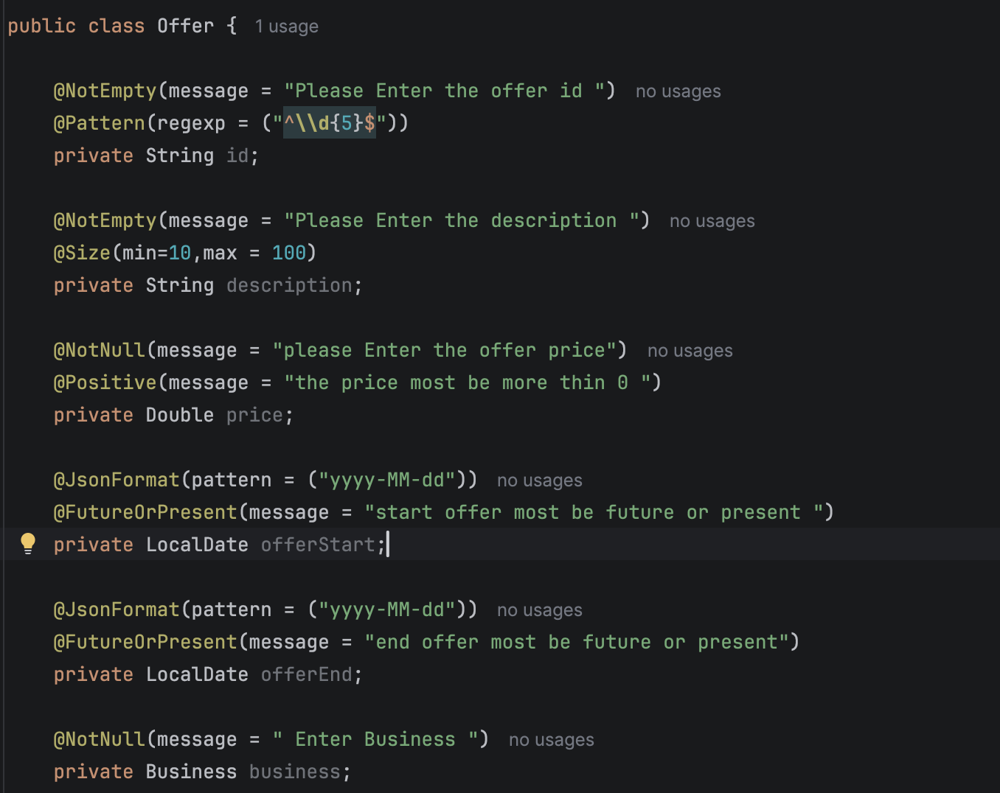 public class Offer { 1 usage
@NotEmpty(message = "Please Enter the offer id ") no usages
@Pattern(regexp = ("^\\d{5}$"))
private String id;
@NotEmpty(message = "Please Enter the description ") no usages
@Size(min=10,max = 100)
private String description;
@NotNull(message = "please Enter the offer price") no usages
@Positive(message = "the price most be more thin 0 ")
private Double price;
@JsonFormat(pattern = ("yyyy-MM-dd")) no usages
@FutureOrPresent(message = "start offer most be future or present ")
private LocalDate offerStart;
@JsonFormat(pattern = ("yyyy-MM-dd")) no usages
@FutureOrPresent(message = "end offer most be future or present")
private LocalDate offerEnd;
@NotNull(message = " Enter Business ") no usages
private Business business;